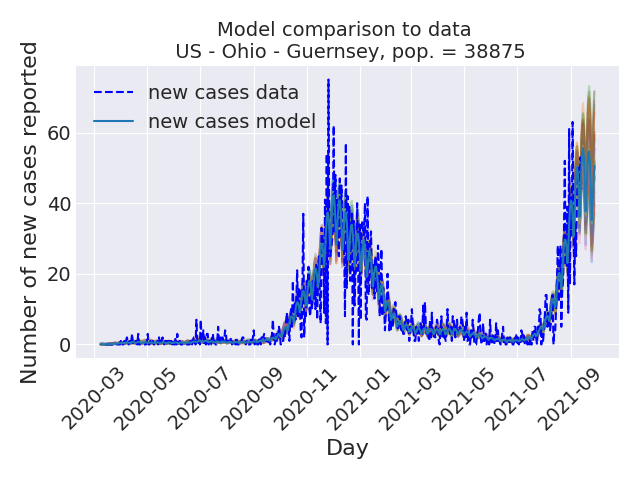 Model comparison to data
US - Ohio - Guernsey, pop. = 38875
Number of new cases reported
new cases data
new cases model
60
40
20
0
2020-03
2020-05
2020-07
2020-09
2020-11
2021-01
2021-03
2021-05
2021-07
2021-09
Day